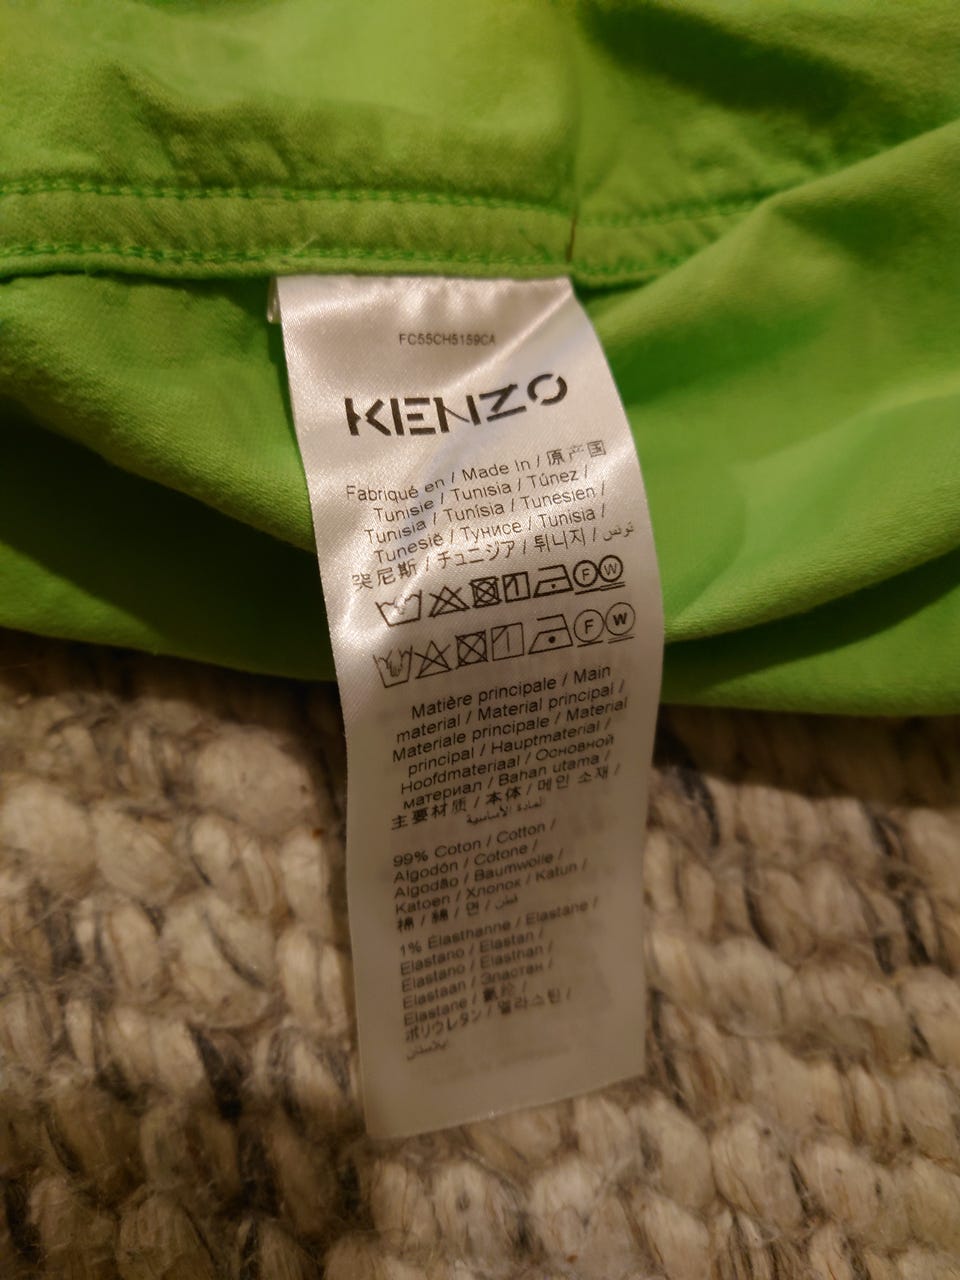 FC55CH5159CA
KENZO
Fabriqué en / Made In / 原产国
Tunisie / Tunisia / Túnez /
Tunisia / Tunísia / Tunesien /
Tunesië / Тунисе / Tunisia /
突尼斯 / チュニジア / 튀니지 / تونس
F W
F W
Matière principale / Main
material / Material principal /
Materiale principale / Material
principal / Hauptmaterial /
Hoofdmateriaal / Основной
материал / Bahan utama /
主要材质 / 本体 / 메인 소재 /
المادة الأساسية
99% Coton / Cotton /
Algodón / Cotone /
Algodão / Baumwolle /
Katoen / Хлопок / Katun /
棉 / 綿 / 면 / قطن
1% Élasthanne / Elastane /
Elastano / Elastan /
Elastano / Elasthan /
Elastaan / Эластан /
Elastane / 氨纶 /
ポリウレタン / 엘라스틴 /